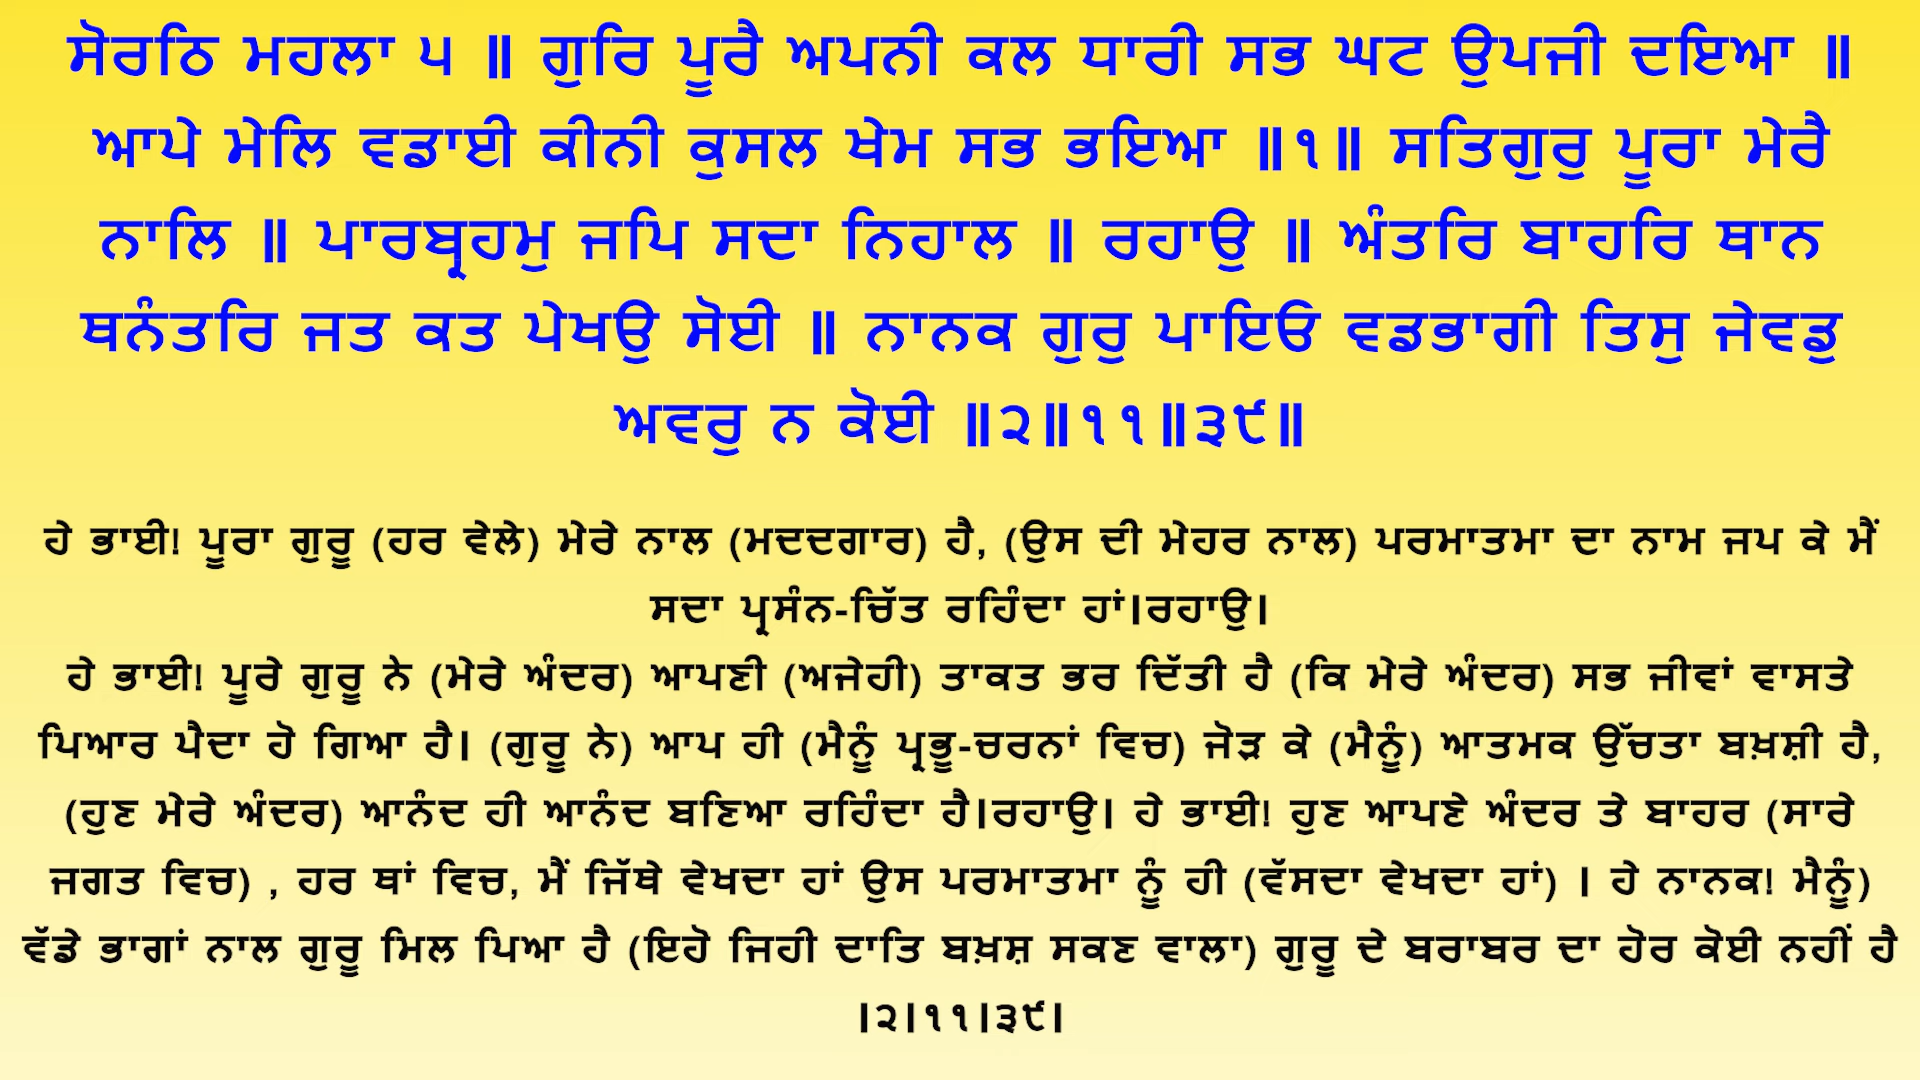 ਸੋਰਠਿ ਮਹਲਾ ੫ ॥ ਗੁਰਿ ਪੂਰੈ ਅਪਨੀ ਕਲ ਧਾਰੀ ਸਭ ਘਟ ਉਪਜੀ ਦਇਆ ॥
ਆਪੇ ਮੇਲਿ ਵਡਾਈ ਕੀਨੀ ਕੁਸਲ ਖੇਮ ਸਭ ਭਇਆ ॥੧॥ ਸਤਿਗੁਰੁ ਪੂਰਾ ਮੇਰੈ
ਨਾਲਿ ॥ ਪਾਰਬ੍ਰਹਮੁ ਜਪਿ ਸਦਾ ਨਿਹਾਲ ॥ ਰਹਾਉ ॥ ਅੰਤਰਿ ਬਾਹਰਿ ਥਾਨ
ਥਨੰਤਰਿ ਜਤ ਕਤ ਪੇਖਉ ਸੋਈ ॥ ਨਾਨਕ ਗੁਰੁ ਪਾਇਓ ਵਡਭਾਗੀ ਤਿਸੁ ਜੇਵਡੁ
ਅਵਰੁ ਨ ਕੋਈ ॥੨॥੧੧॥੩੯॥
ਹੇ ਭਾਈ! ਪੂਰਾ ਗੁਰੂ (ਹਰ ਵੇਲੇ) ਮੇਰੇ ਨਾਲ (ਮਦਦਗਾਰ) ਹੈ, (ਉਸ ਦੀ ਮੇਹਰ ਨਾਲ) ਪਰਮਾਤਮਾ ਦਾ ਨਾਮ ਜਪ ਕੇ ਮੈਂ
ਸਦਾ ਪ੍ਰਸੰਨ-ਚਿੱਤ ਰਹਿੰਦਾ ਹਾਂ।ਰਹਾਉ।
ਹੇ ਭਾਈ! ਪੂਰੇ ਗੁਰੂ ਨੇ (ਮੇਰੇ ਅੰਦਰ) ਆਪਣੀ (ਅਜੇਹੀ) ਤਾਕਤ ਭਰ ਦਿੱਤੀ ਹੈ (ਕਿ ਮੇਰੇ ਅੰਦਰ) ਸਭ ਜੀਵਾਂ ਵਾਸਤੇ
ਪਿਆਰ ਪੈਦਾ ਹੋ ਗਿਆ ਹੈ। (ਗੁਰੂ ਨੇ) ਆਪ ਹੀ (ਮੈਨੂੰ ਪ੍ਰਭੂ-ਚਰਨਾਂ ਵਿਚ) ਜੋੜ ਕੇ (ਮੈਨੂੰ) ਆਤਮਕ ਉੱਚਤਾ ਬਖ਼ਸ਼ੀ ਹੈ,
(ਹੁਣ ਮੇਰੇ ਅੰਦਰ) ਆਨੰਦ ਹੀ ਆਨੰਦ ਬਣਿਆ ਰਹਿੰਦਾ ਹੈ।ਰਹਾਉ। ਹੇ ਭਾਈ! ਹੁਣ ਆਪਣੇ ਅੰਦਰ ਤੇ ਬਾਹਰ (ਸਾਰੇ
ਜਗਤ ਵਿਚ) , ਹਰ ਥਾਂ ਵਿਚ, ਮੈਂ ਜਿੱਥੇ ਵੇਖਦਾ ਹਾਂ ਉਸ ਪਰਮਾਤਮਾ ਨੂੰ ਹੀ (ਵੱਸਦਾ ਵੇਖਦਾ ਹਾਂ) । ਹੇ ਨਾਨਕ! ਮੈਨੂੰ)
ਵੱਡੇ ਭਾਗਾਂ ਨਾਲ ਗੁਰੂ ਮਿਲ ਪਿਆ ਹੈ (ਇਹੋ ਜਿਹੀ ਦਾਤਿ ਬਖ਼ਸ਼ ਸਕਣ ਵਾਲਾ) ਗੁਰੂ ਦੇ ਬਰਾਬਰ ਦਾ ਹੋਰ ਕੋਈ ਨਹੀਂ ਹੈ
।੨।੧੧।੩੯।